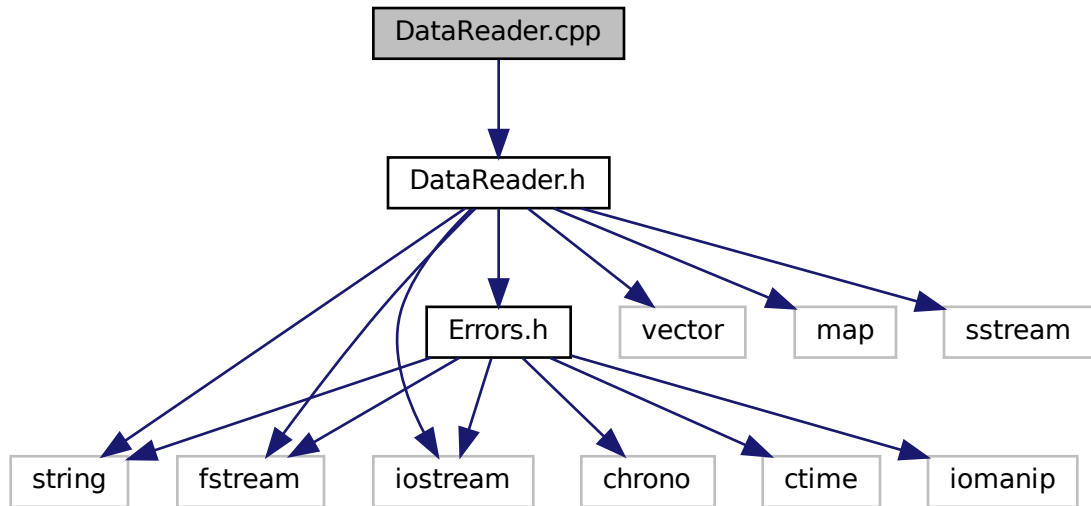 DataReader.cpp
DataReader.h
Errors.h
vector
map
sstream
string
fstream
iostream
chrono
ctime
iomanip